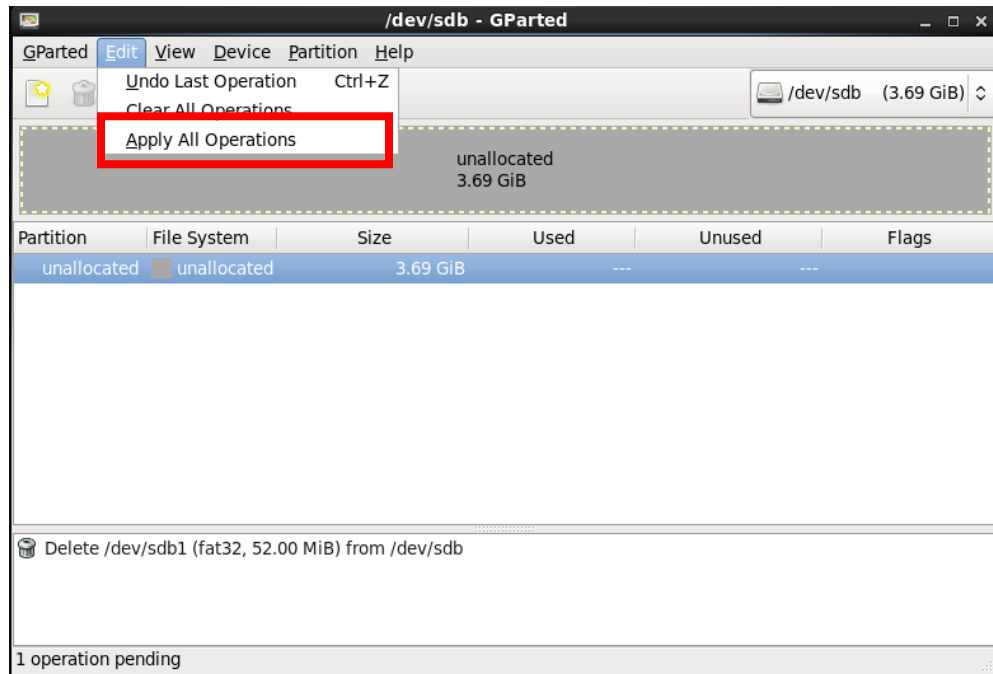 /dev/sdb - GParted
GParted Edit View Device Partition Help
Undo Last Operation Ctrl+Z
/dev/sdb (3.69 GiB)
Clear All Operations
Apply All Operations
unallocated
3.69 GiB
Partition File System Size Used Unused Flags
unallocated unallocated 3.69 GiB --- ---
Delete /dev/sdb1 (fat32, 52.00 MiB) from /dev/sdb
1 operation pending